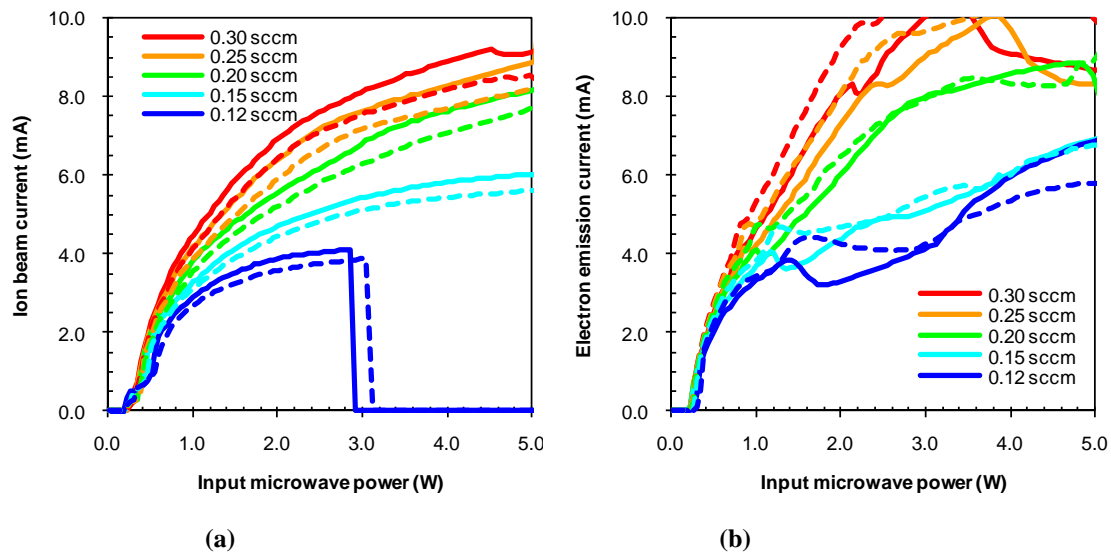 10.0
8.0
6.0
4.0
2.0
0.0
Ion beam current (mA)
0.30 sccm
0.25 sccm
0.20 sccm
0.15 sccm
0.12 sccm
0.0 1.0 2.0 3.0 4.0 5.0
Input microwave power (W)
(a)
10.0
8.0
6.0
4.0
2.0
0.0
Electron emission current (mA)
0.30 sccm
0.25 sccm
0.20 sccm
0.15 sccm
0.12 sccm
0.0 1.0 2.0 3.0 4.0 5.0
Input microwave power (W)
(b)